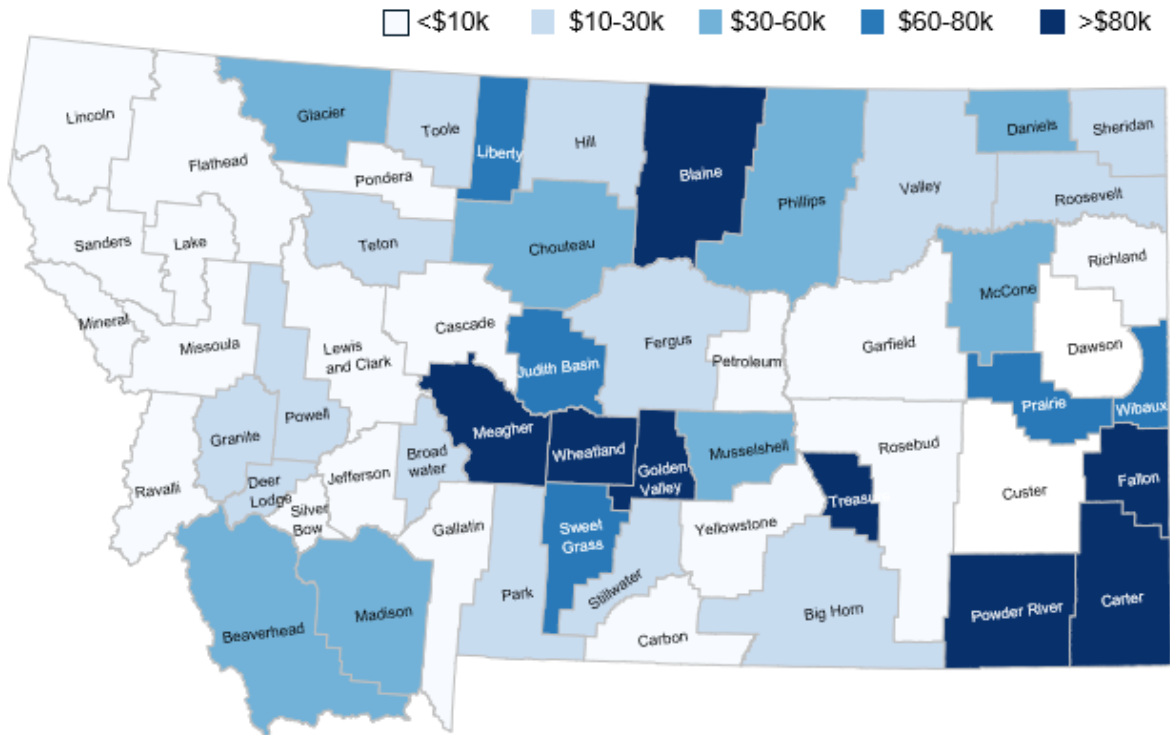 <$10k $10-30k $30-60k $60-80k >$80k
Lincoln
Glacier
Toole
Liberty
Hill
Blaine
Daniels
Sheridan
Flathead
Pondera
Phillips
Valley
Roosevelt
Sanders
Lake
Teton
Chouteau
Richland
Mineral
Missoula
Cascade
McCone
Lewis
and Clark
Judith Basin
Fergus
Petroleum
Garfield
Dawson
Granite
Powell
Meagher
Prairie
Wibaux
Ravalli
Deer
Lodge
Jefferson
Broad
water
Wheatland
Golden
Valley
Musselshell
Rosebud
Fallon
Silver
Bow
Gallatin
Sweet
Grass
Yellowstone
Treasu
Custer
Beaverhead
Madison
Park
Stillwater
Carbon
Big Horn
Powder River
Carter